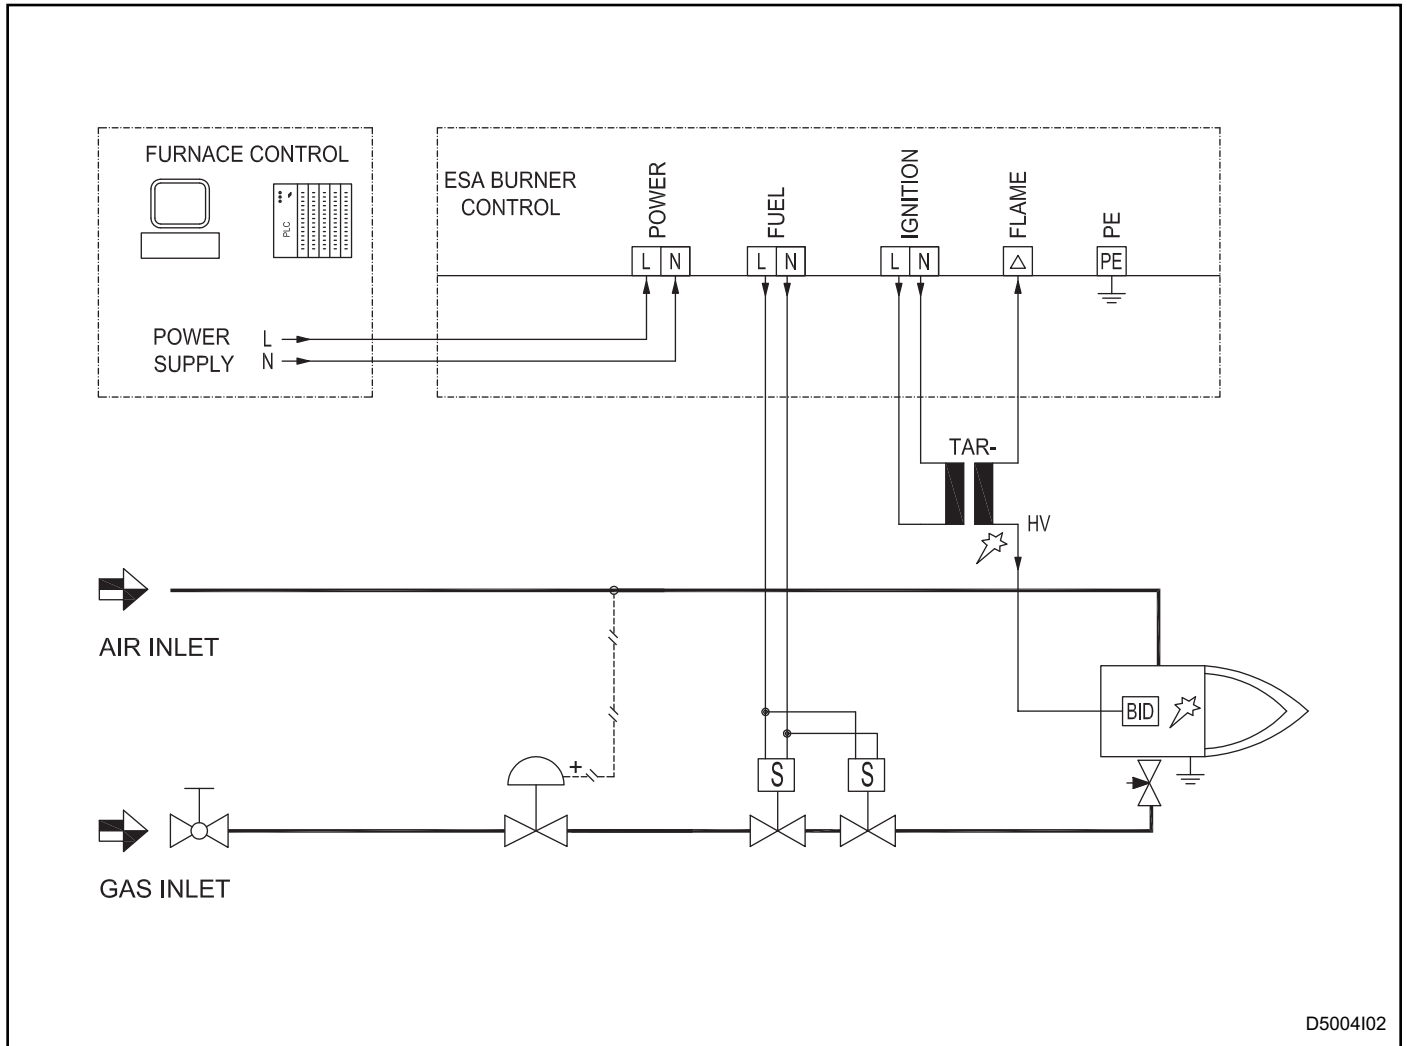 FURNACE CONTROL
PLC
POWER
SUPPLY
L
N
ESA BURNER
CONTROL
POWER
L N
FUEL
L N
IGNITION
L N
FLAME
△
PE
PE
TAR-
HV
AIR INLET
BID
+
S
S
GAS INLET
D5004I02